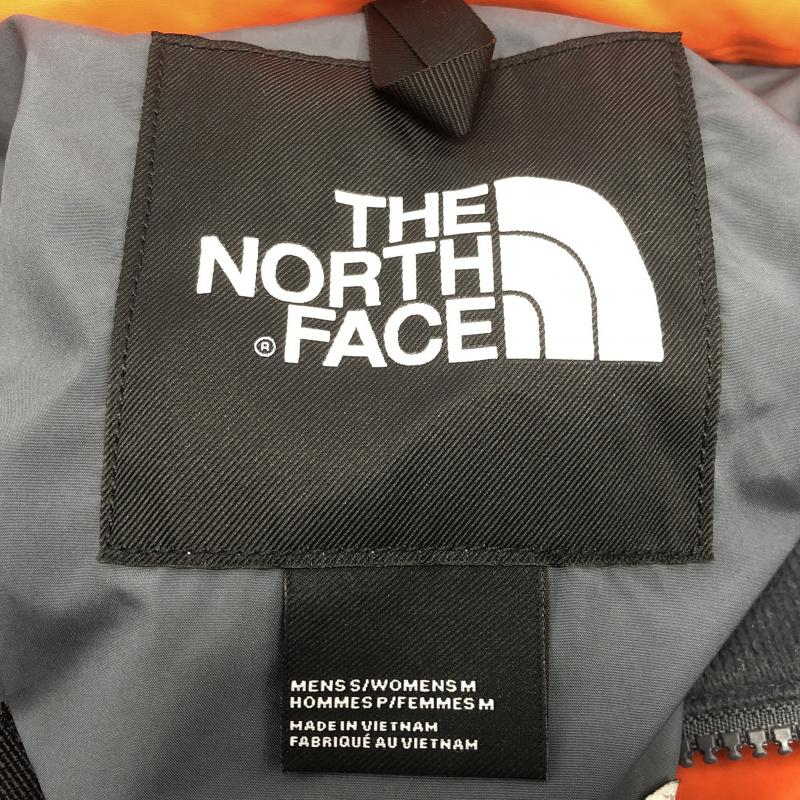 THE
NORTH
® FACE
MENS S/WOMENS M
HOMMES P/FEMMES M
MADE IN VIETNAM
FABRIQUÉ AU VIETNAM